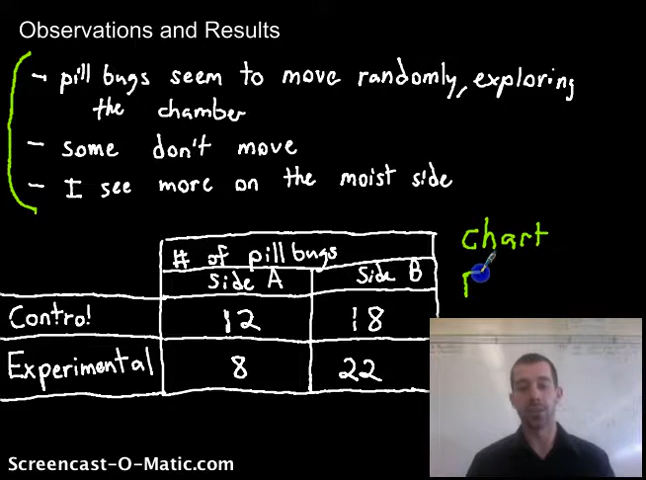 Observations and Results
- pill bugs seem to move randomly, exploring
the chamber
- some don't move
- I see more on the moist side
# of pill bugs
Side A Side B
Control 12 18
Experimental 8 22
chart
Screencast-O-Matic.com